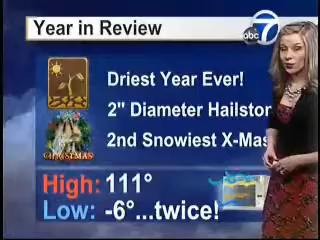 Year in Review
abc 7
Driest Year Ever!
2" Diameter Hailston
2nd Snowiest X-Mas
CHRISTMAS
High: 111°
Low: -6°...twice!